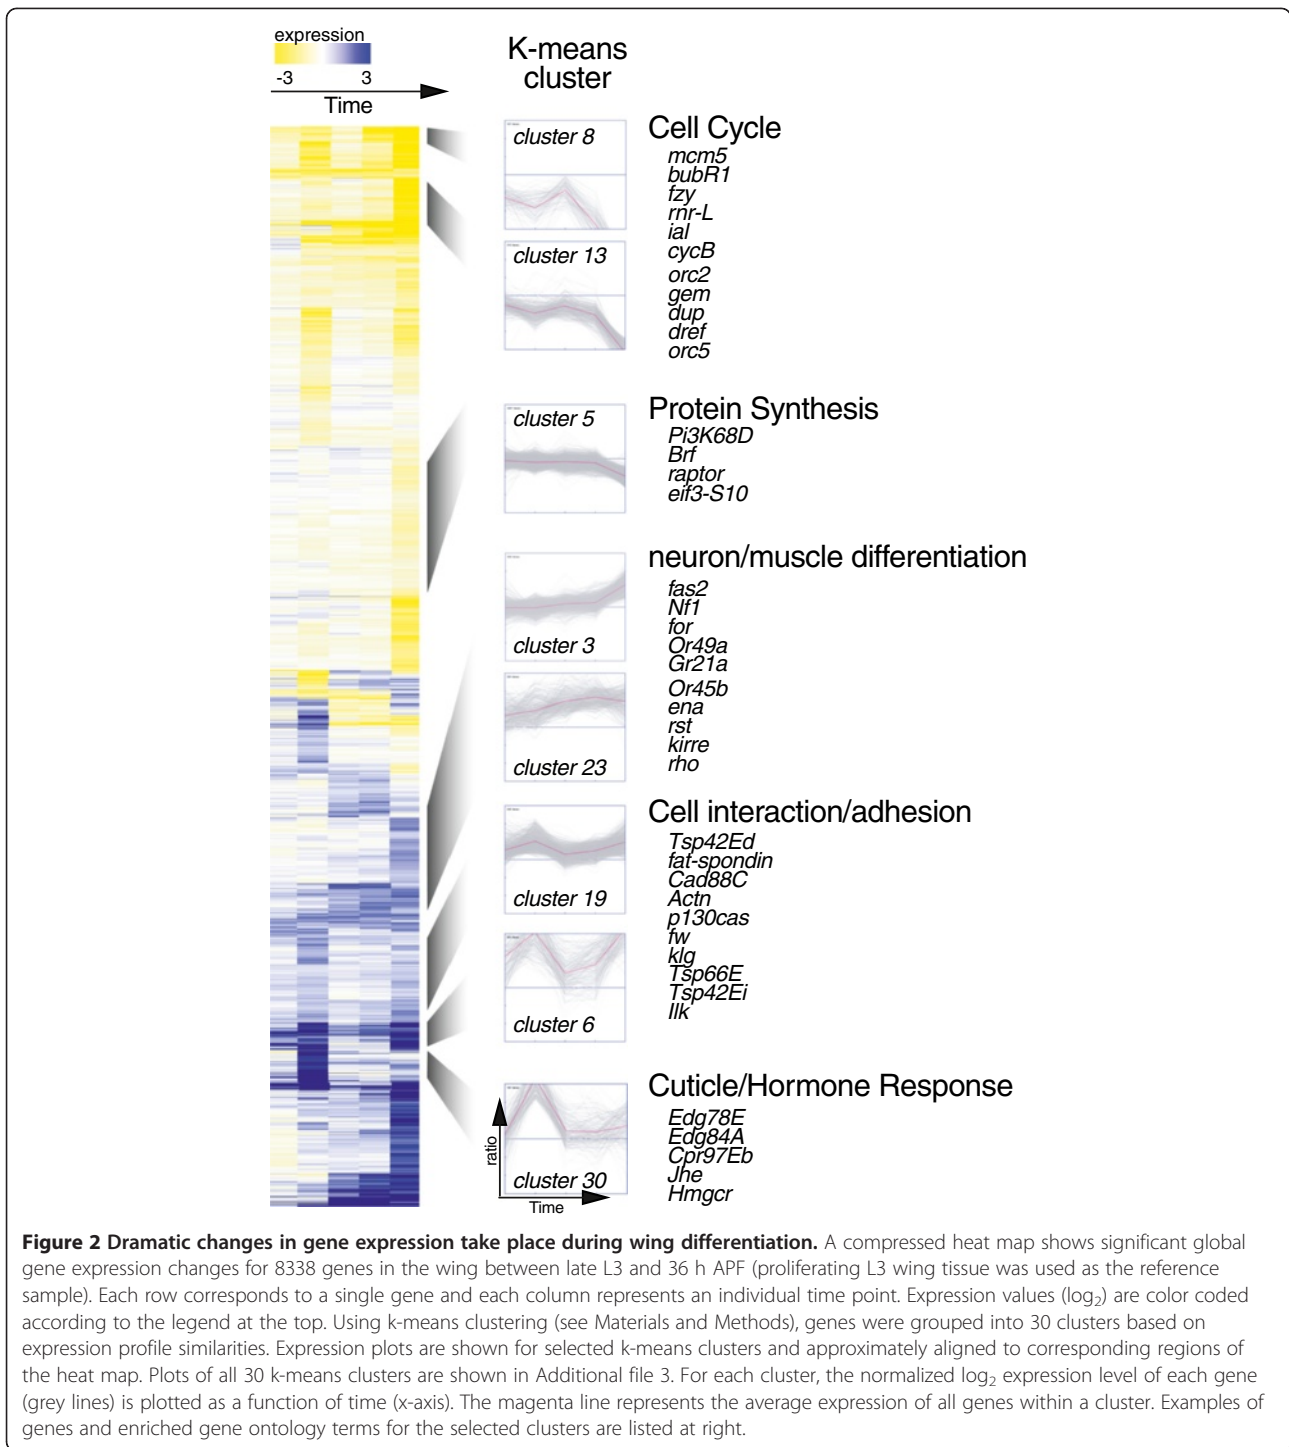 expression
-3 3
Time
K-means
cluster
cluster 8
cluster 13
Cell Cycle
mcm5
bubR1
fzy
rnr-L
ial
cycB
orc2
gem
dup
dref
orc5
cluster 5
Protein Synthesis
Pi3K68D
Brf
raptor
eif3-S10
cluster 3
cluster 23
neuron/muscle differentiation
fas2
Nf1
for
Or49a
Gr21a
Or45b
ena
rst
kirre
rho
cluster 19
cluster 6
Cell interaction/adhesion
Tsp42Ed
fat-spondin
Cad88C
Actn
p130cas
fw
klg
Tsp66E
Tsp42Ei
Ilk
cluster 30
ratio
Time
Cuticle/Hormone Response
Edg78E
Edg84A
Cpr97Eb
Jhe
Hmgcr
Figure 2 Dramatic changes in gene expression take place during wing differentiation. A compressed heat map shows significant global
gene expression changes for 8338 genes in the wing between late L3 and 36 h APF (proliferating L3 wing tissue was used as the reference
sample). Each row corresponds to a single gene and each column represents an individual time point. Expression values (log₂) are color coded
according to the legend at the top. Using k-means clustering (see Materials and Methods), genes were grouped into 30 clusters based on
expression profile similarities. Expression plots are shown for selected k-means clusters and approximately aligned to corresponding regions of
the heat map. Plots of all 30 k-means clusters are shown in Additional file 3. For each cluster, the normalized log₂ expression level of each gene
(grey lines) is plotted as a function of time (x-axis). The magenta line represents the average expression of all genes within a cluster. Examples of
genes and enriched gene ontology terms for the selected clusters are listed at right.